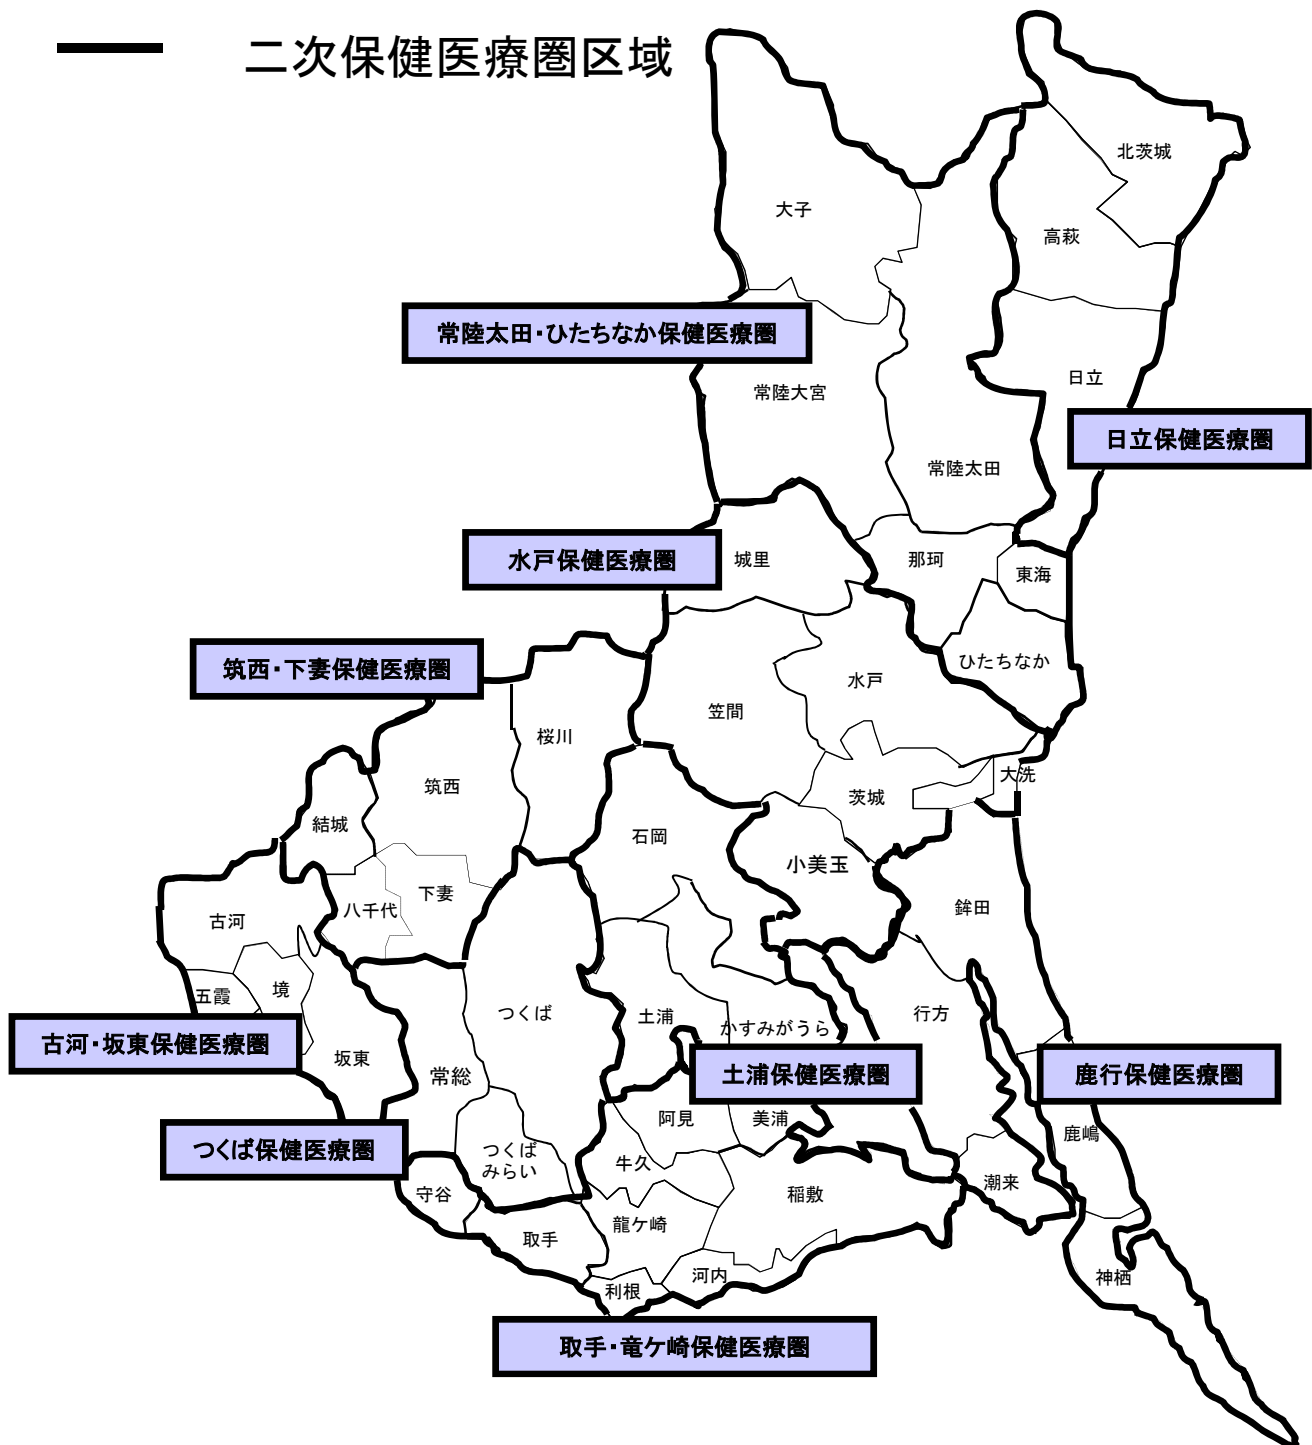 二次保健医療圏区域
北茨城
大子
高萩
常陸太田・ひたちなか保健医療圏
日立
常陸大宮
日立保健医療圏
常陸太田
水戸保健医療圏
城里
那珂
東海
筑西・下妻保健医療圏
ひたちなか
水戸
笠間
桜川
大洗
筑西
茨城
結城
石岡
小美玉
下妻
八千代
鉾田
古河
境
五霞
つくば
土浦
行方
かすみがうら
古河・坂東保健医療圏
坂東
常総
土浦保健医療圏
鹿行保健医療圏
阿見
美浦
鹿嶋
つくば保健医療圏
つくば
みらい
牛久
潮来
守谷
稲敷
龍ケ崎
取手
河内
神栖
利根
取手・竜ケ崎保健医療圏